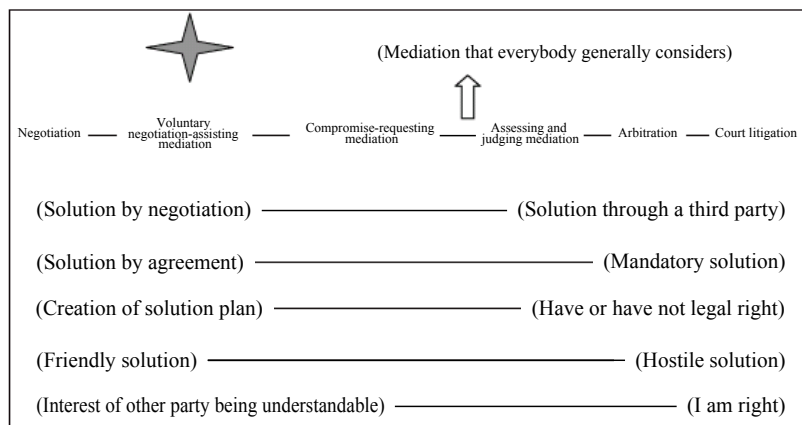 (Mediation that everybody generally considers)
Negotiation
Voluntary
negotiation-assisting
mediation
Compromise-requesting
mediation
Assessing and
judging mediation
Arbitration
Court litigation
(Solution by negotiation)
(Solution through a third party)
(Solution by agreement)
(Mandatory solution)
(Creation of solution plan)
(Have or have not legal right)
(Friendly solution)
(Hostile solution)
(Interest of other party being understandable)
(I am right)